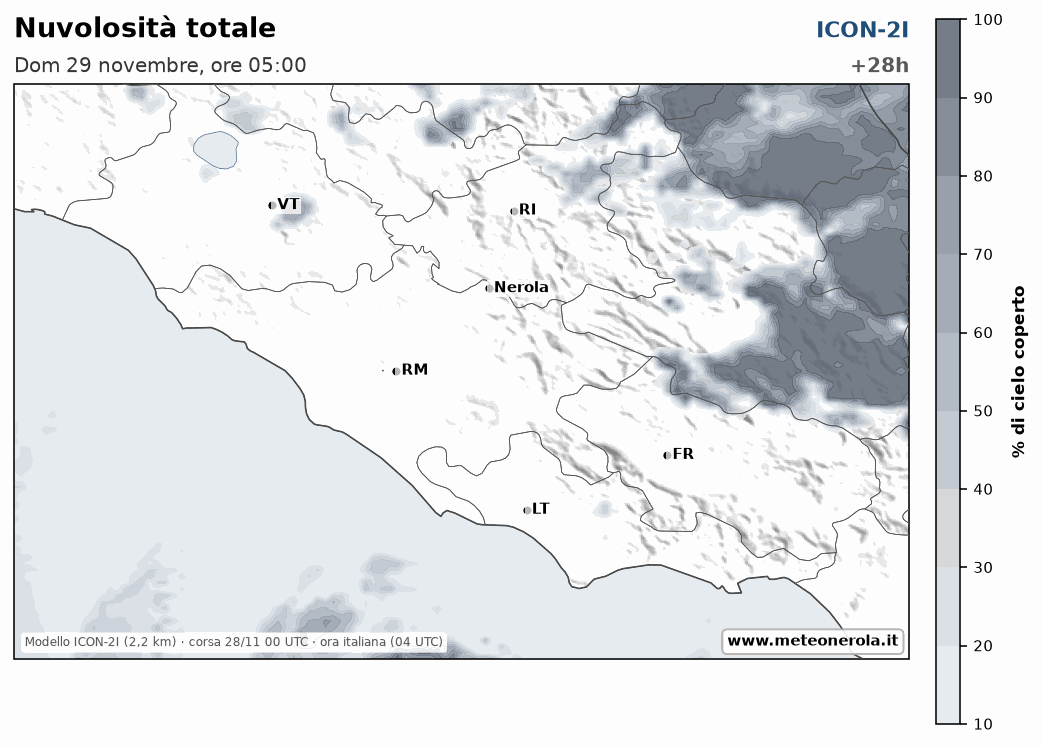 Nuvolosità totale
ICON-2I
Dom 29 novembre, ore 05:00
+28h
100
90
80
70
60
50
40
30
20
10
% di cielo coperto
VT
RI
Nerola
RM
FR
LT
Modello ICON-2I (2,2 km) · corsa 28/11 00 UTC · ora italiana (04 UTC)
www.meteonerola.it